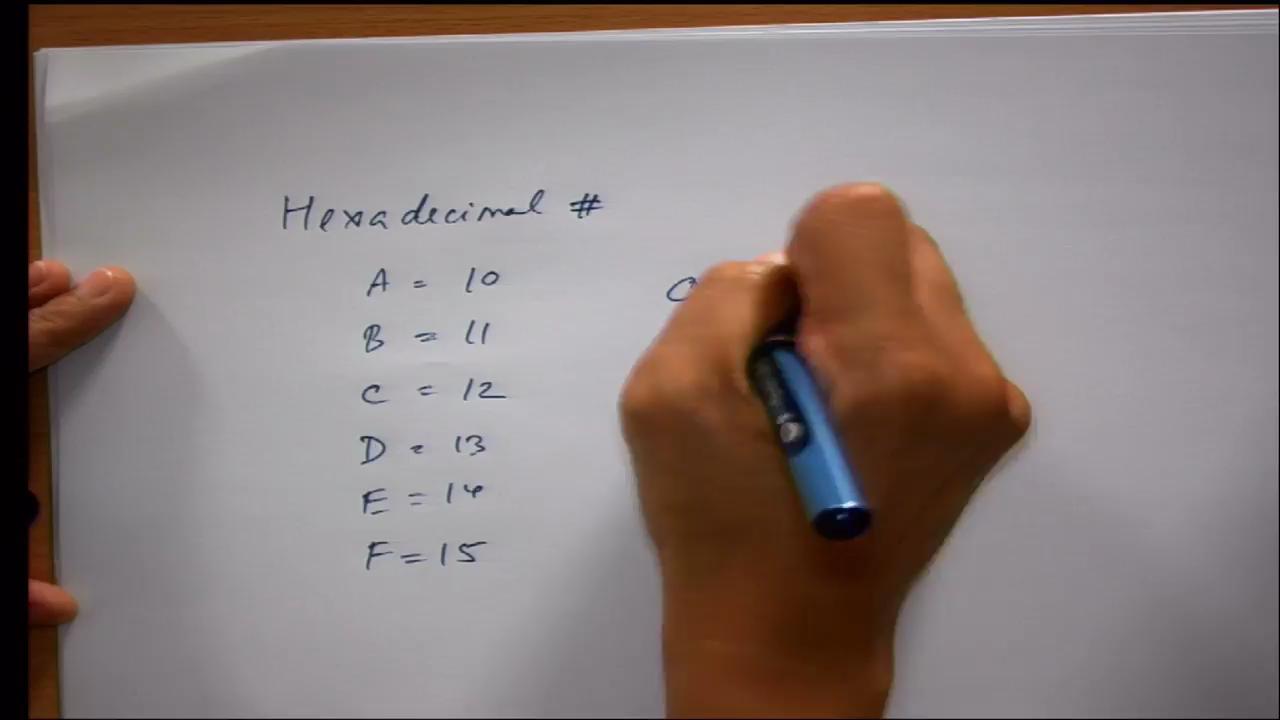 Hexadecimal #
A = 10
B = 11
C = 12
D = 13
E = 14
F = 15